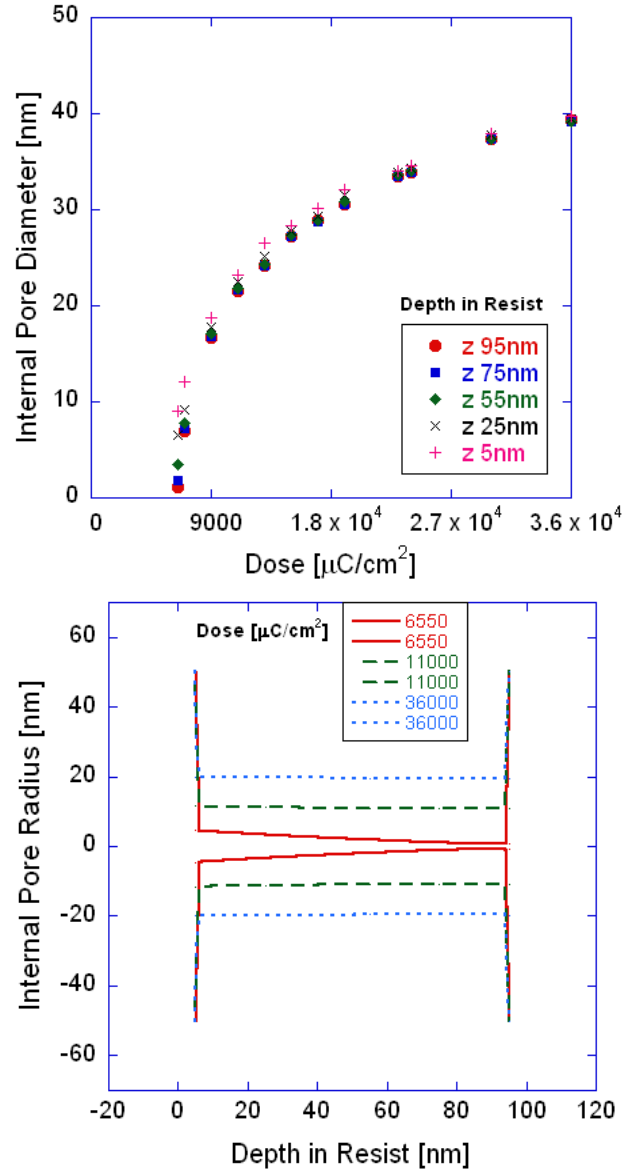 50
40
30
20
10
0
Internal Pore Diameter [nm]
Depth in Resist
z 95nm
z 75nm
z 55nm
z 25nm
z 5nm
0 9000 1.8 x 10⁴ 2.7 x 10⁴ 3.6 x 10⁴
Dose [μC/cm²]
Dose [μC/cm²]
6550
6550
11000
11000
36000
36000
60
40
20
0
-20
-40
-60
Internal Pore Radius [nm]
-20 0 20 40 60 80 100 120
Depth in Resist [nm]